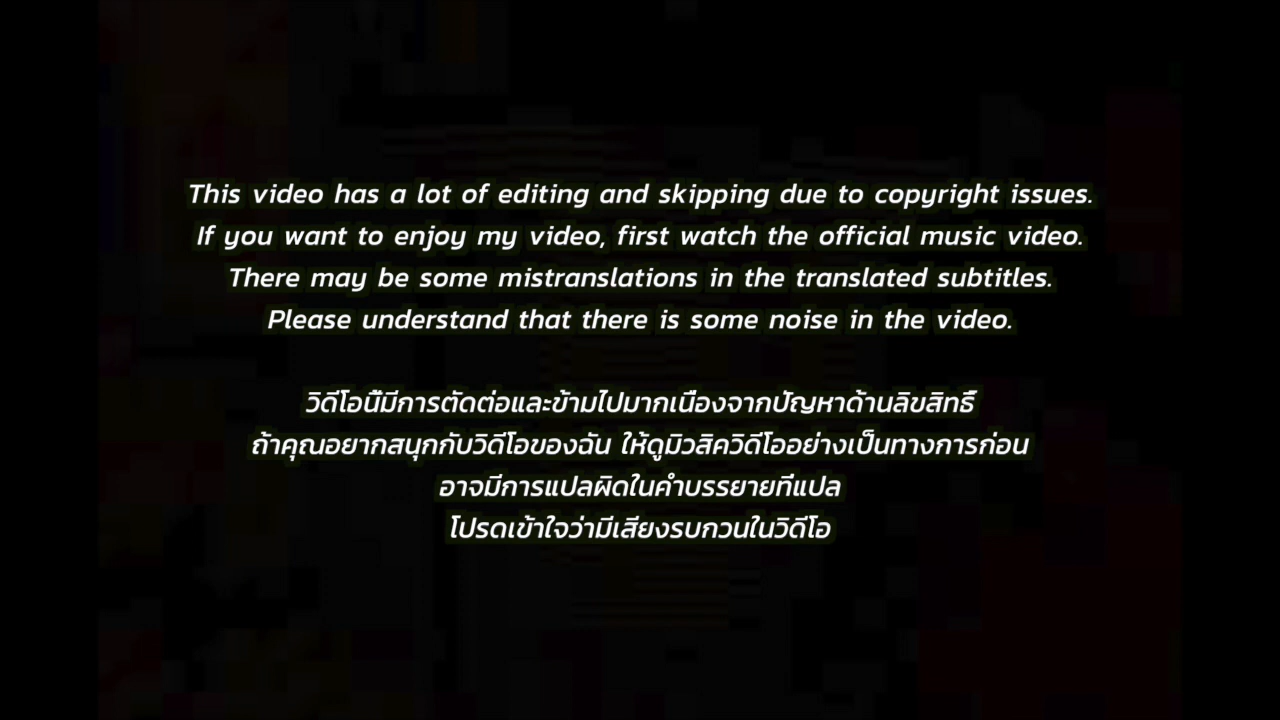 This video has a lot of editing and skipping due to copyright issues.
If you want to enjoy my video, first watch the official music video.
There may be some mistranslations in the translated subtitles.
Please understand that there is some noise in the video.
วิดีโอนี้มีการตัดต่อและข้ามไปมากเนื่องจากปัญหาด้านลิขสิทธิ์
ถ้าคุณอยากสนุกกับวิดีโอของฉัน ให้ดูมิวสิควิดีโออย่างเป็นทางการก่อน
อาจมีการแปลผิดในคำบรรยายที่แปล
โปรดเข้าใจว่ามีเสียงรบกวนในวิดีโอ